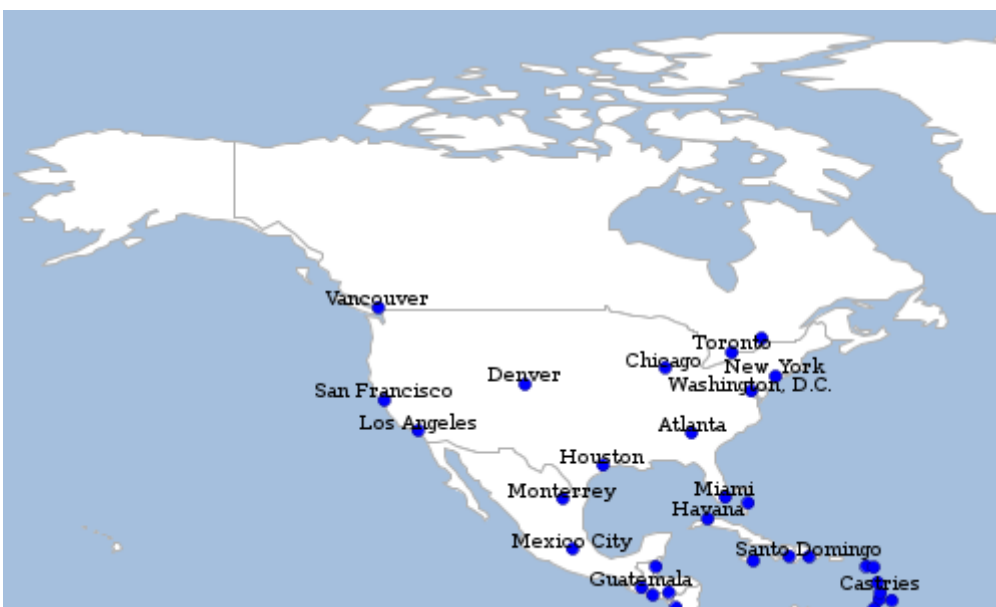 Vancouver
Toronto
Chicago
New York
Denver
Washington, D.C.
San Francisco
Los Angeles
Atlanta
Houston
Monterrey
Miami
Havana
Mexico City
Santo Domingo
Guatemala
Castries